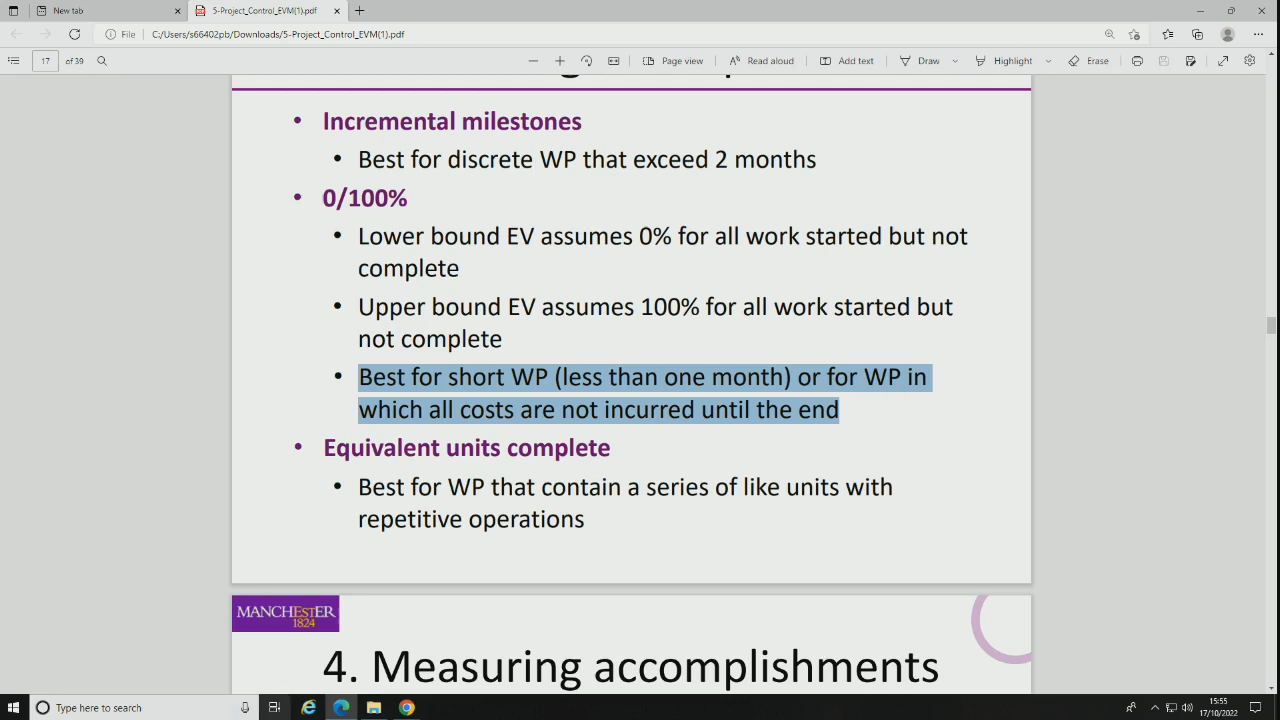 New tab
5-Project_Control_EVM(1).pdf
File
C:/Users/s66402pb/Downloads/5-Project_Control_EVM(1).pdf
17 of 39
Page view
Read aloud
Add text
Draw
Highlight
Erase
• Incremental milestones
• Best for discrete WP that exceed 2 months
• 0/100%
• Lower bound EV assumes 0% for all work started but not
complete
• Upper bound EV assumes 100% for all work started but
not complete
• Best for short WP (less than one month) or for WP in
which all costs are not incurred until the end
• Equivalent units complete
• Best for WP that contain a series of like units with
repetitive operations
MANCHESTER
1824
4. Measuring accomplishments
Type here to search
15:55
17/10/2022